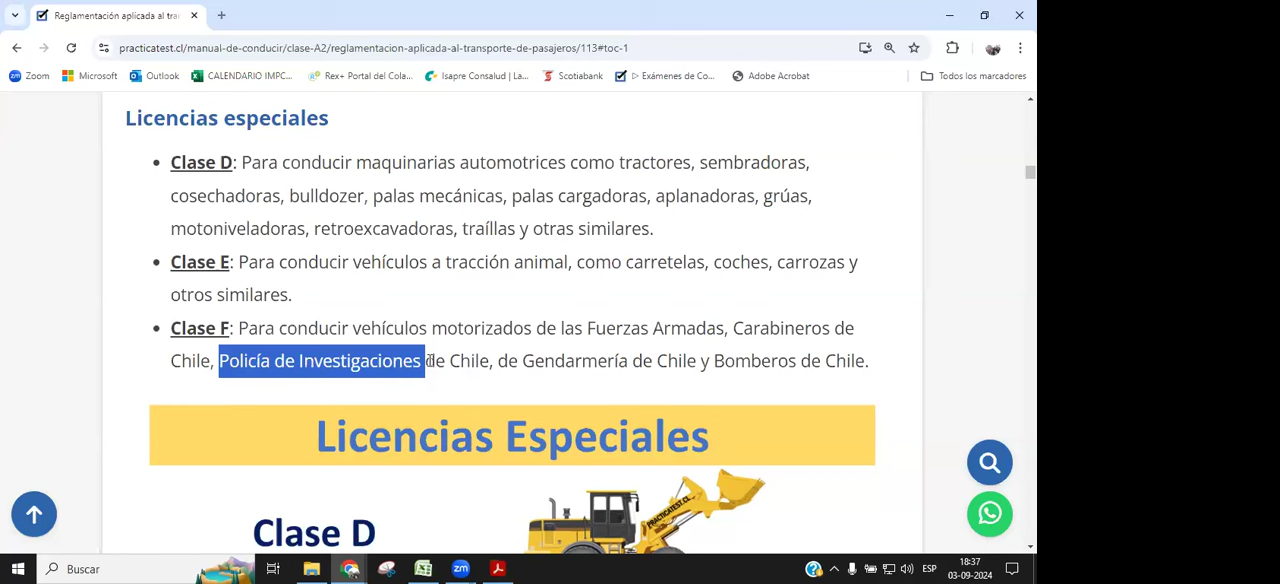 Reglamentación aplicada al tra
practicatest.cl/manual-de-conducir/clase-A2/reglamentacion-aplicada-al-transporte-de-pasajeros/113#toc-1
Zoom Microsoft Outlook CALENDARIO IMPC... Rex+ Portal del Cola... Isapre Consalud | La... Scotiabank ▷ Exámenes de Co... Adobe Acrobat Todos los marcadores
Licencias especiales
• Clase D: Para conducir maquinarias automotrices como tractores, sembradoras,
cosechadoras, bulldozer, palas mecánicas, palas cargadoras, aplanadoras, grúas,
motoniveladoras, retroexcavadoras, traíllas y otras similares.
• Clase E: Para conducir vehículos a tracción animal, como carretelas, coches, carrozas y
otros similares.
• Clase F: Para conducir vehículos motorizados de las Fuerzas Armadas, Carabineros de
Chile, Policía de Investigaciones de Chile, de Gendarmería de Chile y Bomberos de Chile.
Licencias Especiales
PRACTICATEST.CL
Clase D
Buscar
ESP
18:37
03-09-2024